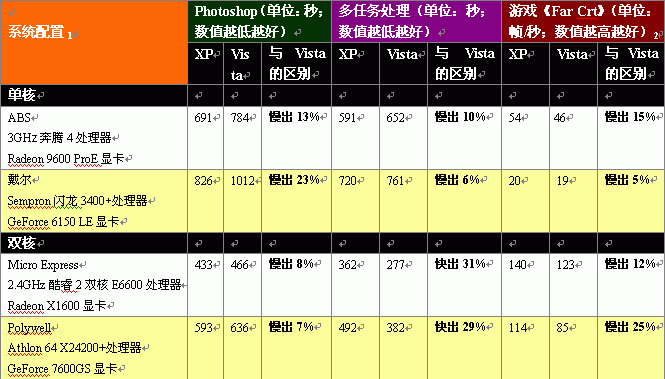 系统配置 1
Photoshop（单位：秒；数值越低越好）
多任务处理（单位：秒；数值越低越好）
游戏《Far Crt》（单位：帧/秒；数值越高越好）2
XP Vista 与 Vista 的区别 XP Vista 与 Vista 的区别 XP Vista 与 Vista 的区别
单核
ABS 691 784 慢出 13% 591 652 慢出 10% 54 46 慢出 15%
3GHz 奔腾 4 处理器
Radeon 9600 ProE 显卡
戴尔 826 1012 慢出 23% 720 761 慢出 6% 20 19 慢出 5%
Sempron 闪龙 3400+处理器
GeForce 6150 LE 显卡
双核
Micro Express 433 466 慢出 8% 362 277 快出 31% 140 123 慢出 12%
2.4GHz 酷睿 2 双核 E6600 处理器
Radeon X1600 显卡
Polywell 593 636 慢出 7% 492 382 快出 29% 114 85 慢出 25%
Athlon 64 X24200+处理器
GeForce 7600GS 显卡